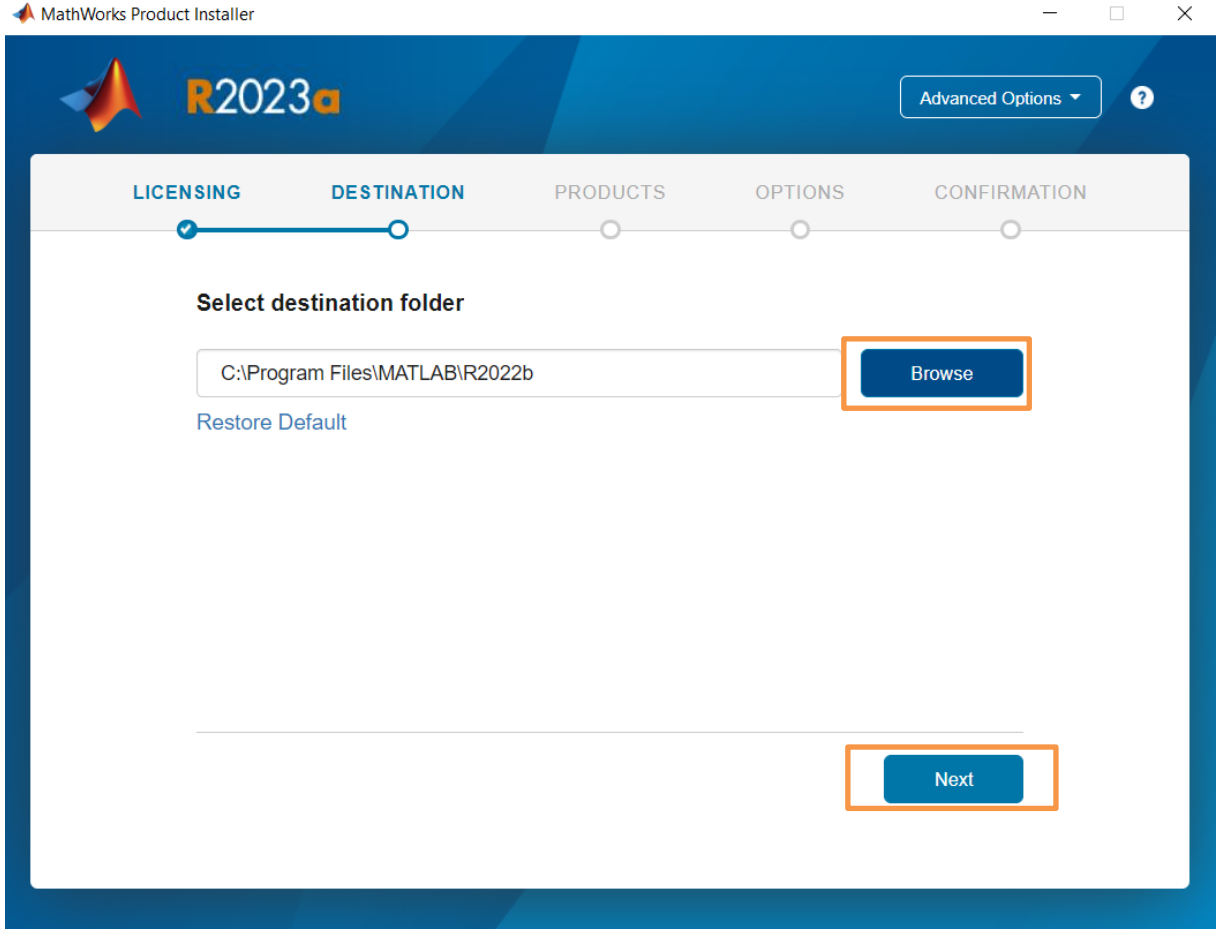 MathWorks Product Installer
R2023a
Advanced Options
?
LICENSING DESTINATION PRODUCTS OPTIONS CONFIRMATION
Select destination folder
C:\Program Files\MATLAB\R2022b Browse
Restore Default
Next